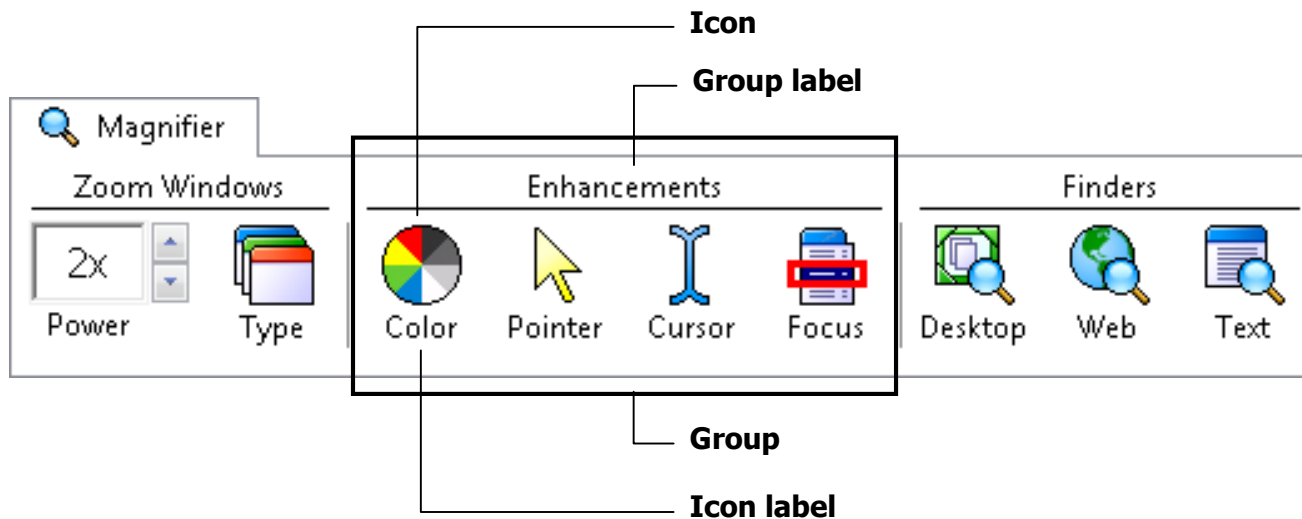 Icon
Group label
Magnifier
Zoom Windows Enhancements Finders
2x
Power Type Color Pointer Cursor Focus Desktop Web Text
Group
Icon label